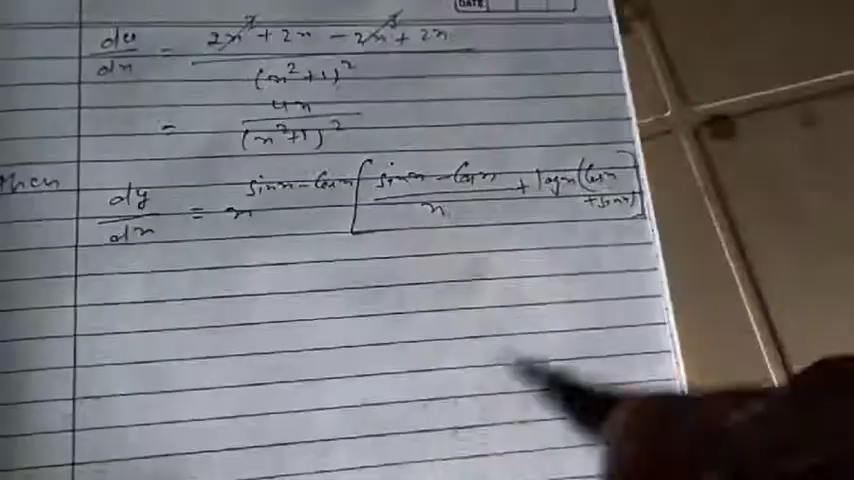 DATE
du/dx = (2x³ + 2x - 2x³ + 2x) / (x²+1)²
= 4x / (x²+1)²
then dy/dx = x^(sinx - Cosx) [ (sinx - Cosx)/x + logx (Cosx + sinx) ]